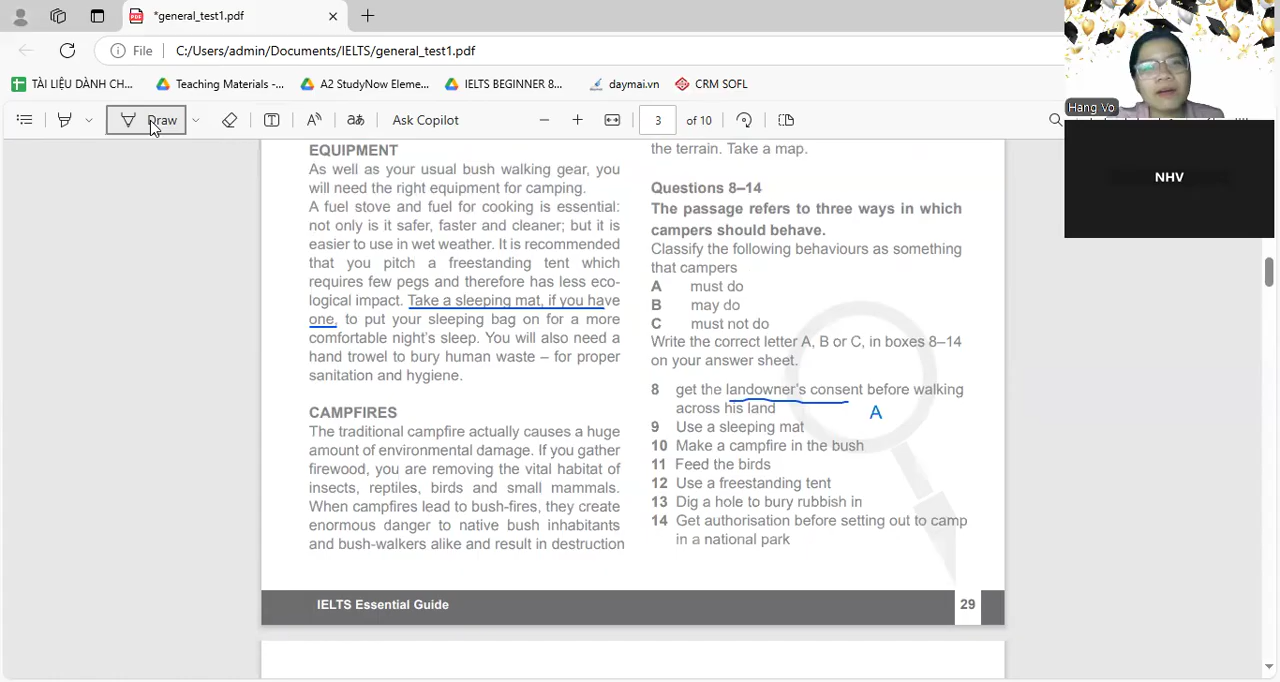 *general_test1.pdf
File
C:/Users/admin/Documents/IELTS/general_test1.pdf
TÀI LIỆU DÀNH CH...
Teaching Materials -...
A2 StudyNow Eleme...
IELTS BEGINNER 8...
daymai.vn
CRM SOFL
Draw
Ask Copilot
3 of 10
Hang Vo
NHV
EQUIPMENT
As well as your usual bush walking gear, you
will need the right equipment for camping.
A fuel stove and fuel for cooking is essential:
not only is it safer, faster and cleaner; but it is
easier to use in wet weather. It is recommended
that you pitch a freestanding tent which
requires few pegs and therefore has less eco-
logical impact. Take a sleeping mat, if you have
one, to put your sleeping bag on for a more
comfortable night's sleep. You will also need a
hand trowel to bury human waste – for proper
sanitation and hygiene.
CAMPFIRES
The traditional campfire actually causes a huge
amount of environmental damage. If you gather
firewood, you are removing the vital habitat of
insects, reptiles, birds and small mammals.
When campfires lead to bush-fires, they create
enormous danger to native bush inhabitants
and bush-walkers alike and result in destruction
the terrain. Take a map.
Questions 8–14
The passage refers to three ways in which
campers should behave.
Classify the following behaviours as something
that campers
A must do
B may do
C must not do
Write the correct letter A, B or C, in boxes 8–14
on your answer sheet.
8 get the landowner's consent before walking
across his land
A
9 Use a sleeping mat
10 Make a campfire in the bush
11 Feed the birds
12 Use a freestanding tent
13 Dig a hole to bury rubbish in
14 Get authorisation before setting out to camp
in a national park
IELTS Essential Guide
29